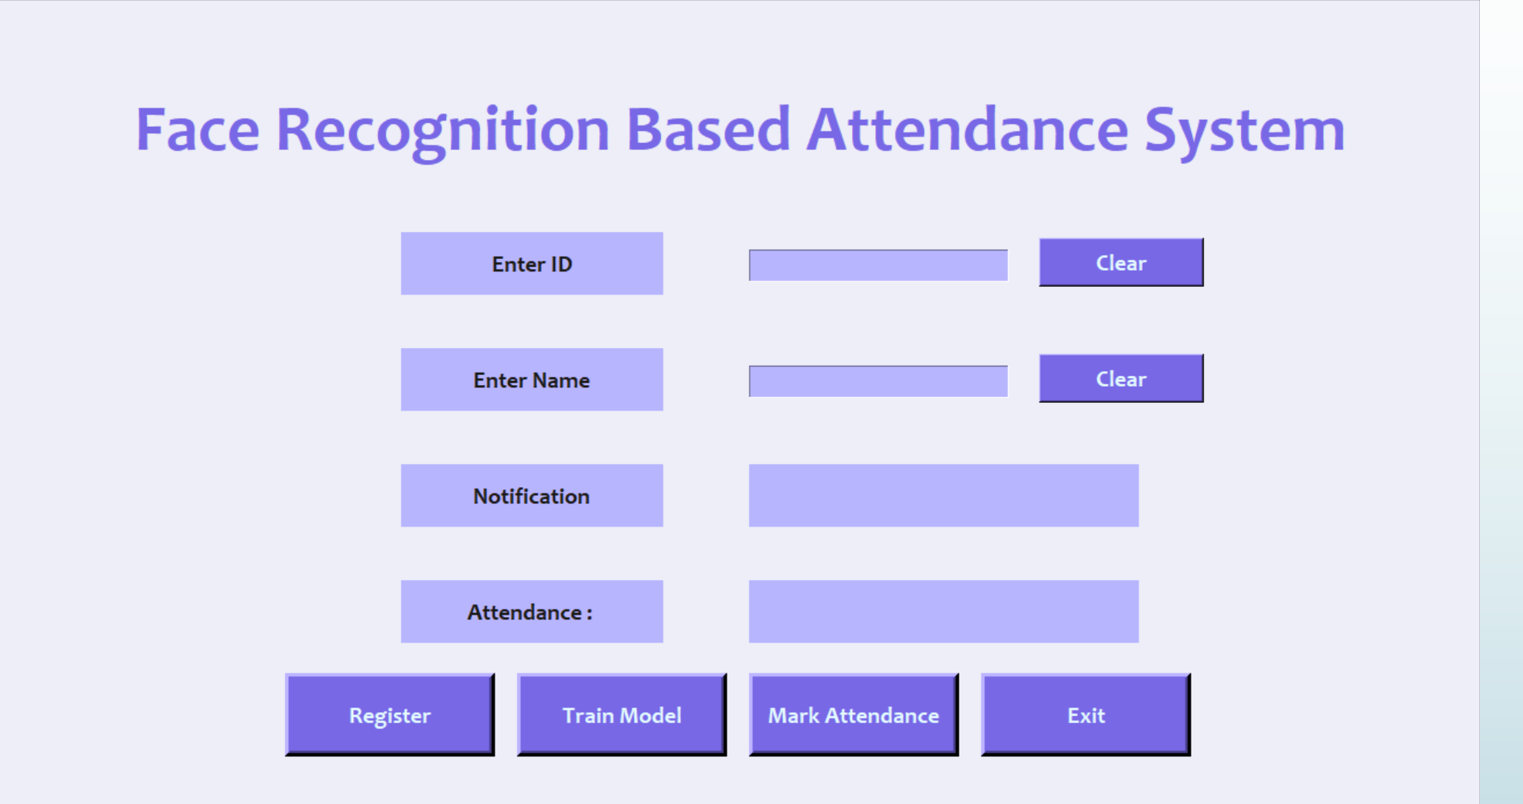 Face Recognition Based Attendance System
Enter ID
Clear
Enter Name
Clear
Notification
Attendance :
Register
Train Model
Mark Attendance
Exit